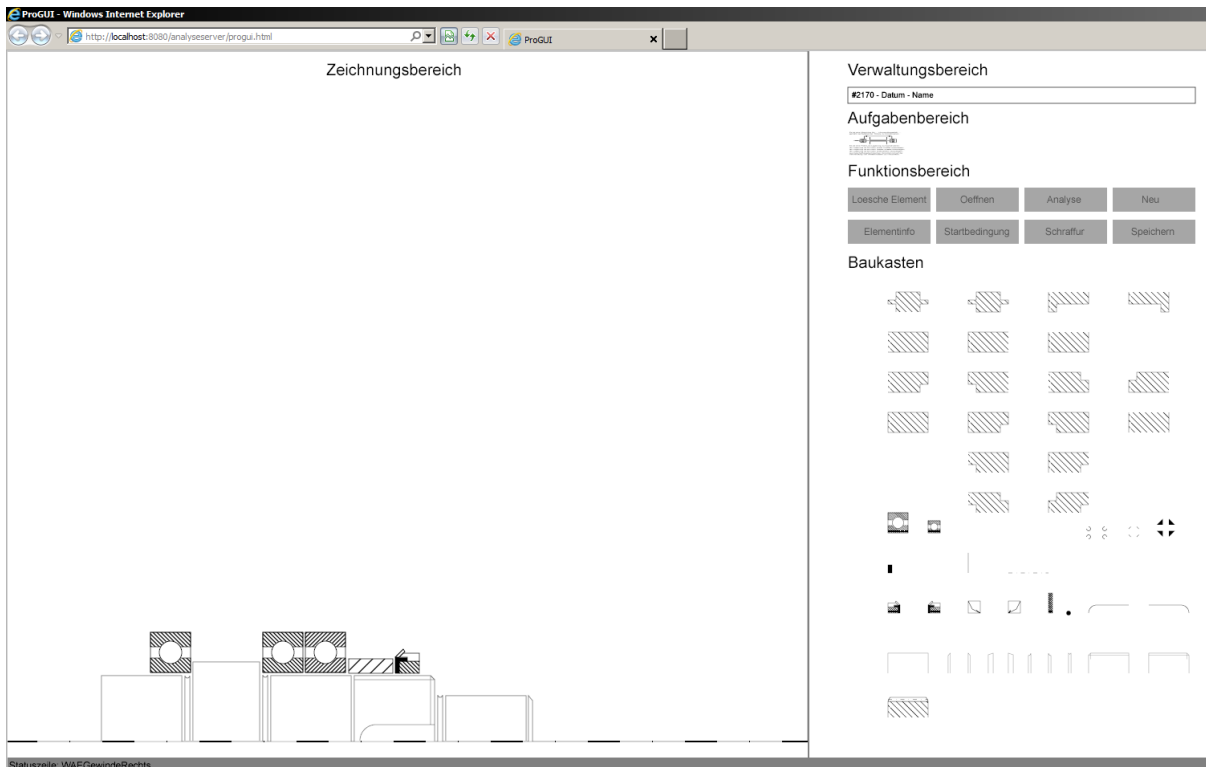 ProGUI - Windows Internet Explorer
http://localhost:8080/analyseserver/progui.html
ProGUI
Zeichnungsbereich
Verwaltungsbereich
#2170 - Datum - Name
Aufgabenbereich
Funktionsbereich
Loesche Element Oeffnen Analyse Neu
Elementinfo Startbedingung Schraffur Speichern
Baukasten
Statuszeile: WAEGewindeRechts